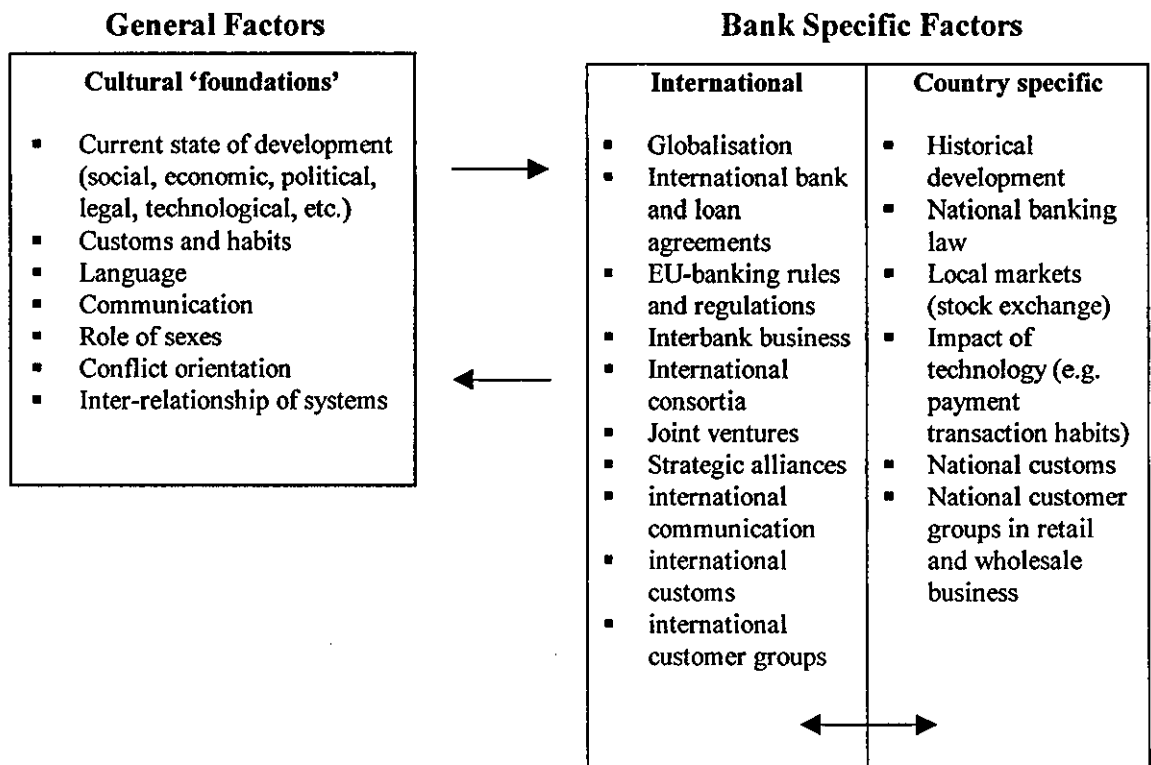 General Factors
Cultural ‘foundations’
▪ Current state of development
(social, economic, political,
legal, technological, etc.)
▪ Customs and habits
▪ Language
▪ Communication
▪ Role of sexes
▪ Conflict orientation
▪ Inter-relationship of systems
Bank Specific Factors
International
▪ Globalisation
▪ International bank
and loan
agreements
▪ EU-banking rules
and regulations
▪ Interbank business
▪ International
consortia
▪ Joint ventures
▪ Strategic alliances
▪ international
communication
▪ international
customs
▪ international
customer groups
Country specific
▪ Historical
development
▪ National banking
law
▪ Local markets
(stock exchange)
▪ Impact of
technology (e.g.
payment
transaction habits)
▪ National customs
▪ National customer
groups in retail
and wholesale
business